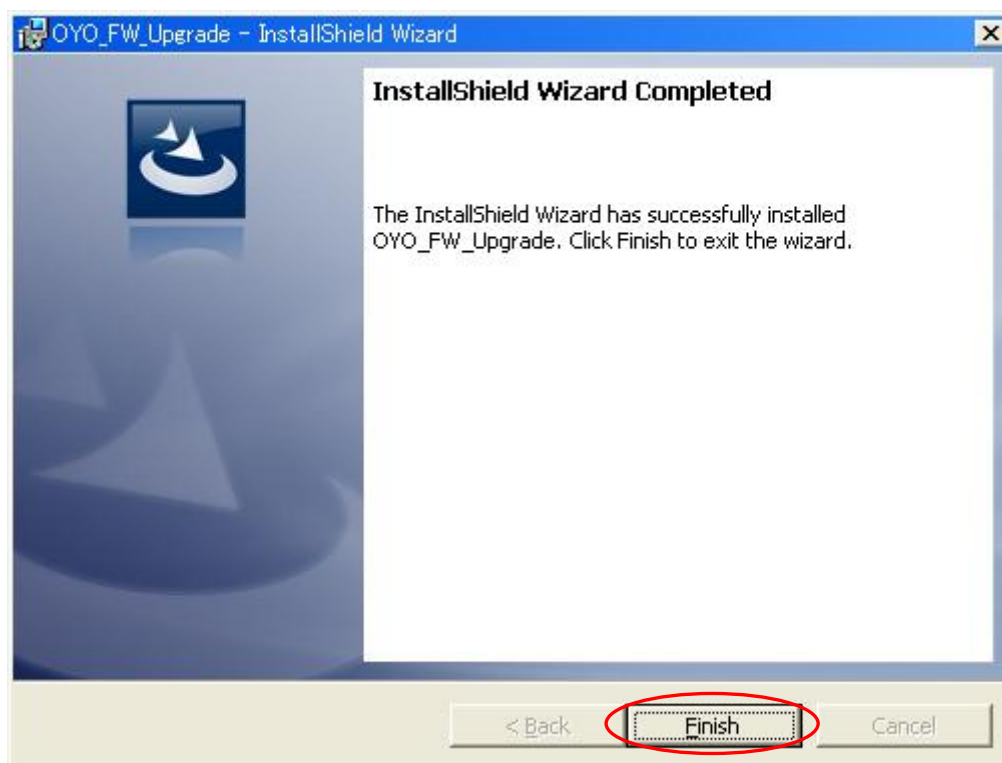 OYO_FW_Upgrade - InstallShield Wizard
InstallShield Wizard Completed
The InstallShield Wizard has successfully installed
OYO_FW_Upgrade. Click Finish to exit the wizard.
< Back
Finish
Cancel